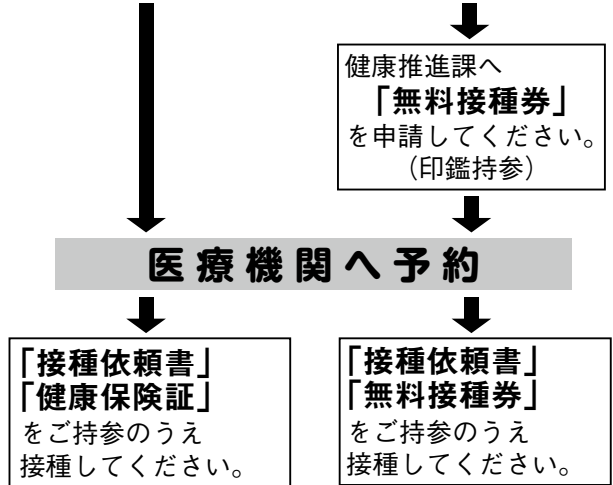 健康推進課へ
「無料接種券」
を申請してください。
（印鑑持参）
医療機関へ予約
「接種依頼書」
「健康保険証」
をご持参のうえ
接種してください。
「接種依頼書」
「無料接種券」
をご持参のうえ
接種してください。